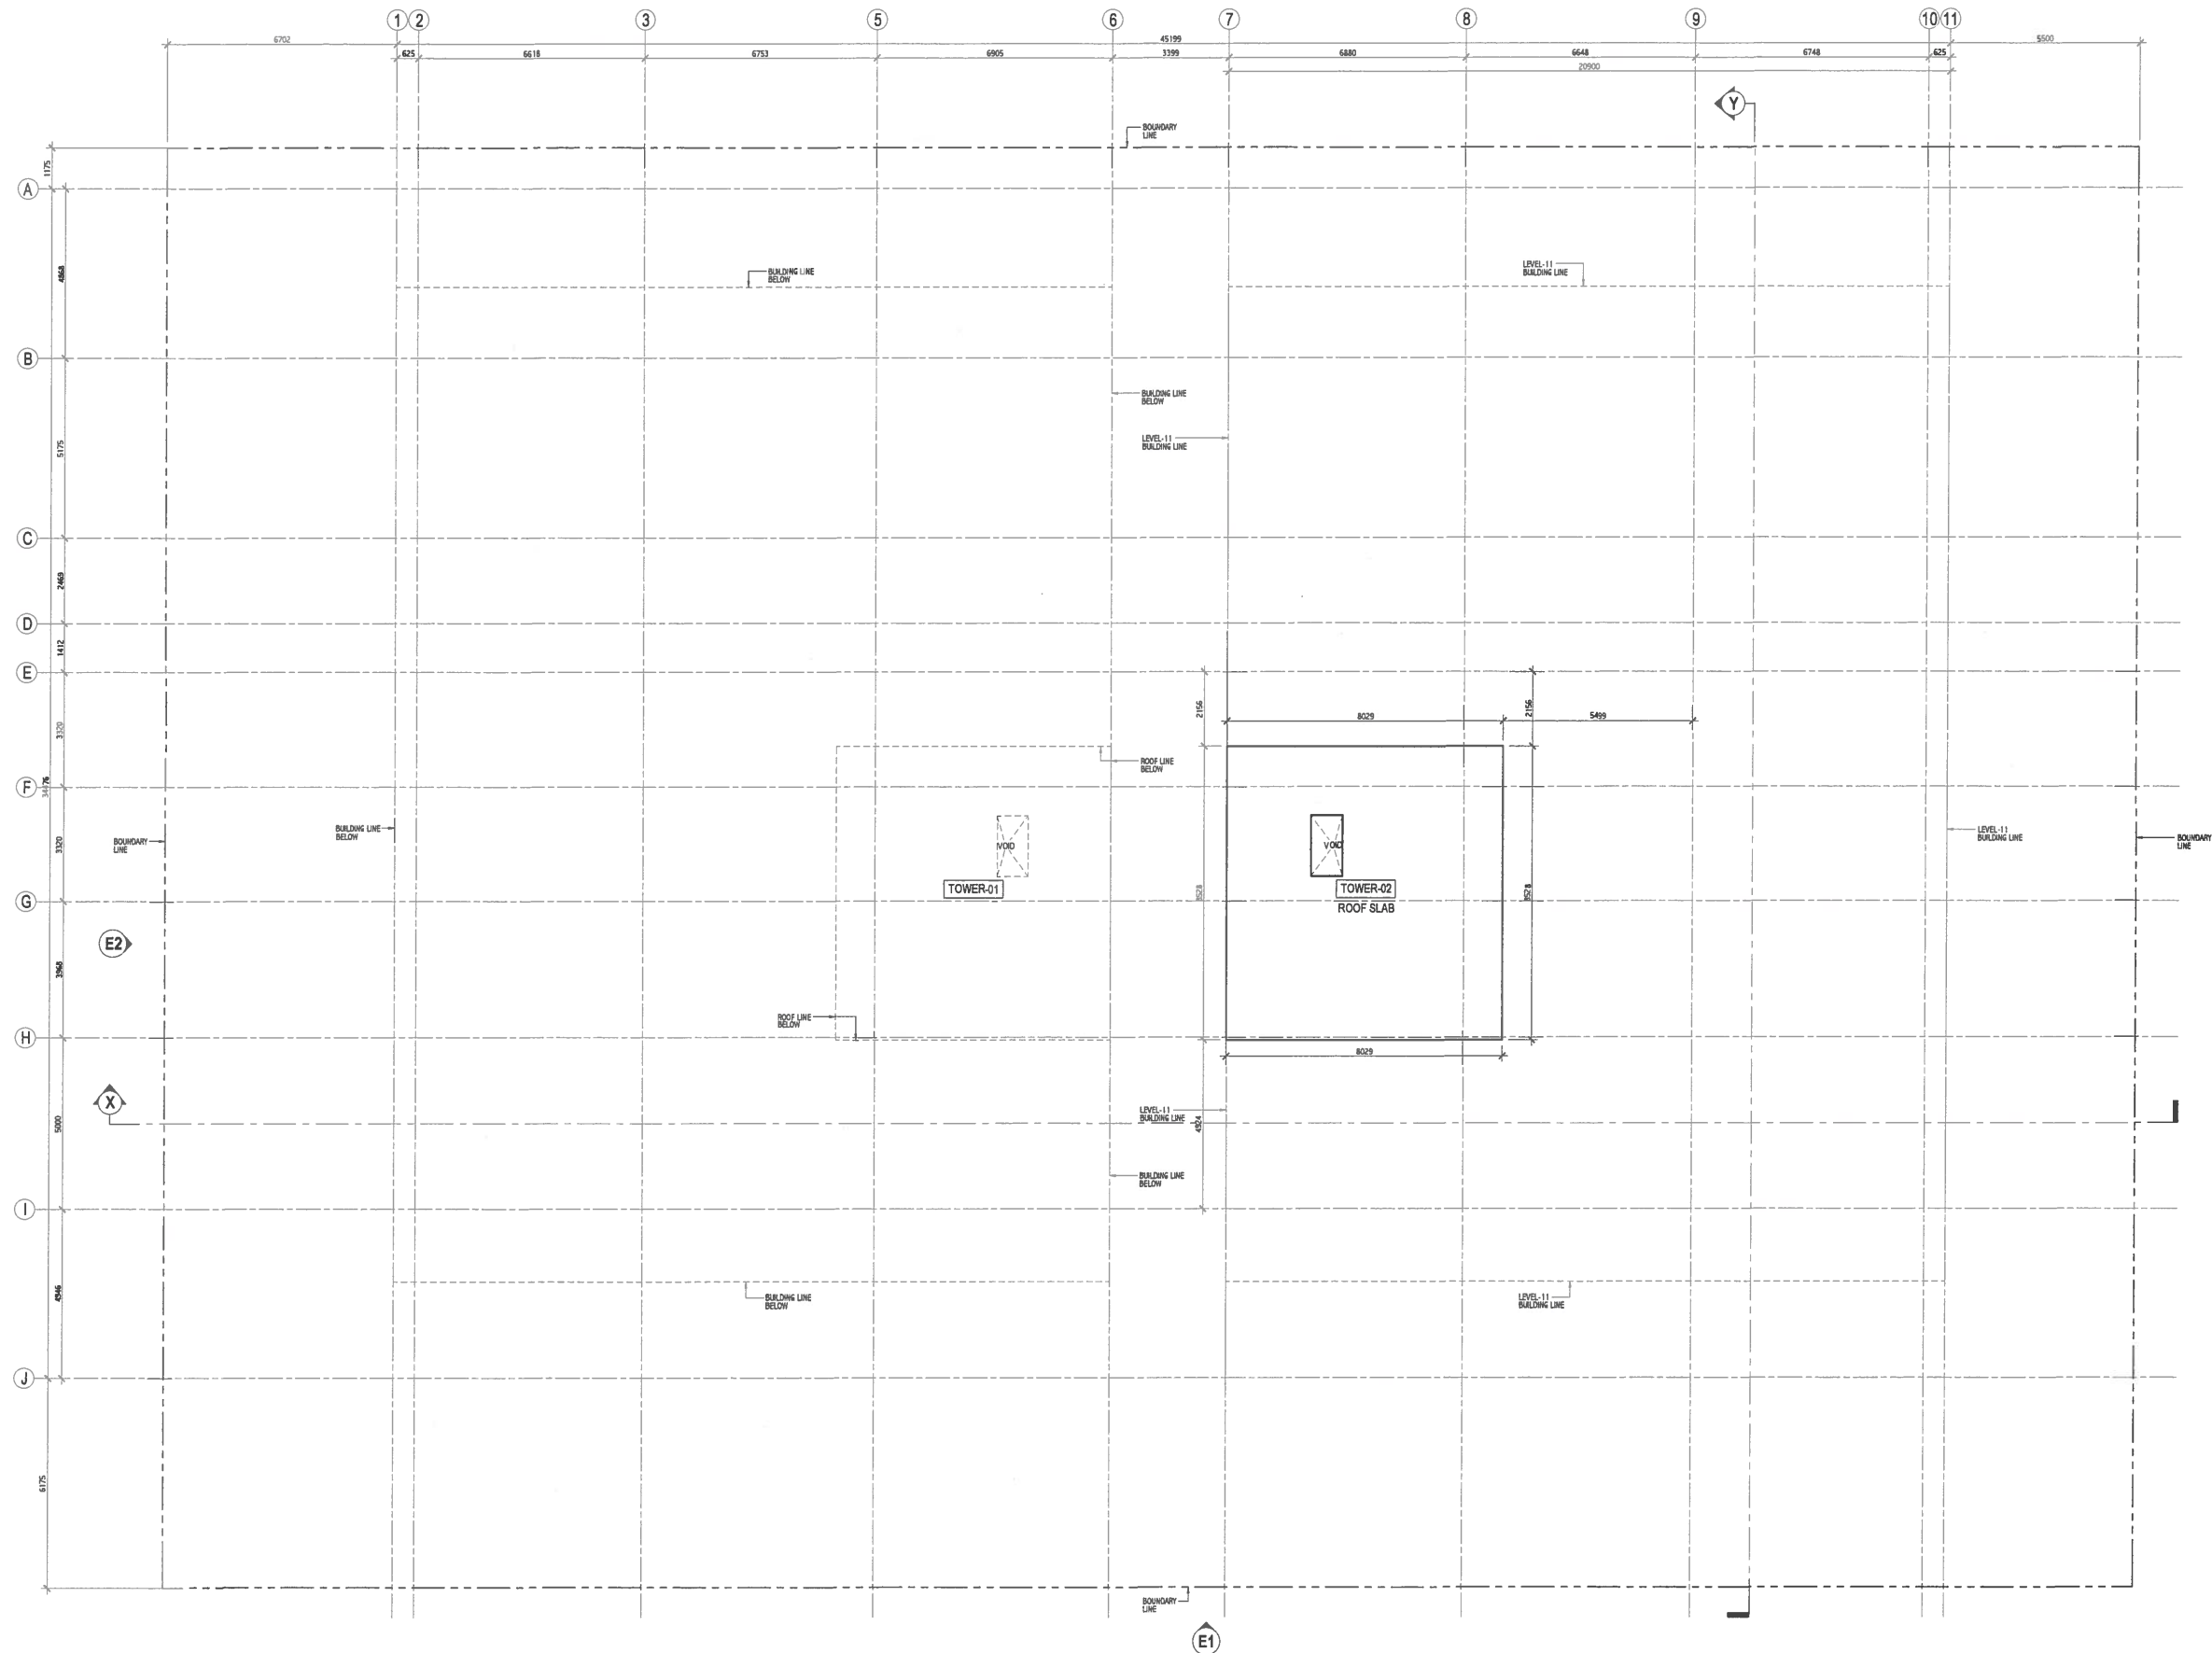 1 2 3 5 6 7 8 9 10 11
6702 45199 5500
625 6618 6753 6905 3399 6880 6648 6748 625
20900
Y
BOUNDARY
LINE
1175
A
4868
BUILDING LINE
BELOW
LEVEL-11
BUILDING LINE
B
BUILDING LINE
BELOW
LEVEL-11
BUILDING LINE
5175
C
2469
D
1412
E
2156 2156
8029 5499
3320
ROOF LINE
BELOW
F
BUILDING LINE
BELOW
BOUNDARY
LINE
3320
VOID VOID
LEVEL-11
BUILDING LINE
BOUNDARY
LINE
TOWER-01 TOWER-02
8528 8528
G
ROOF SLAB
E2
3968
ROOF LINE
BELOW
H
8029
X
LEVEL-11
BUILDING LINE
5000
4924
BUILDING LINE
BELOW
I
4946
BUILDING LINE
BELOW
LEVEL-11
BUILDING LINE
J
6175
BOUNDARY
LINE
E1